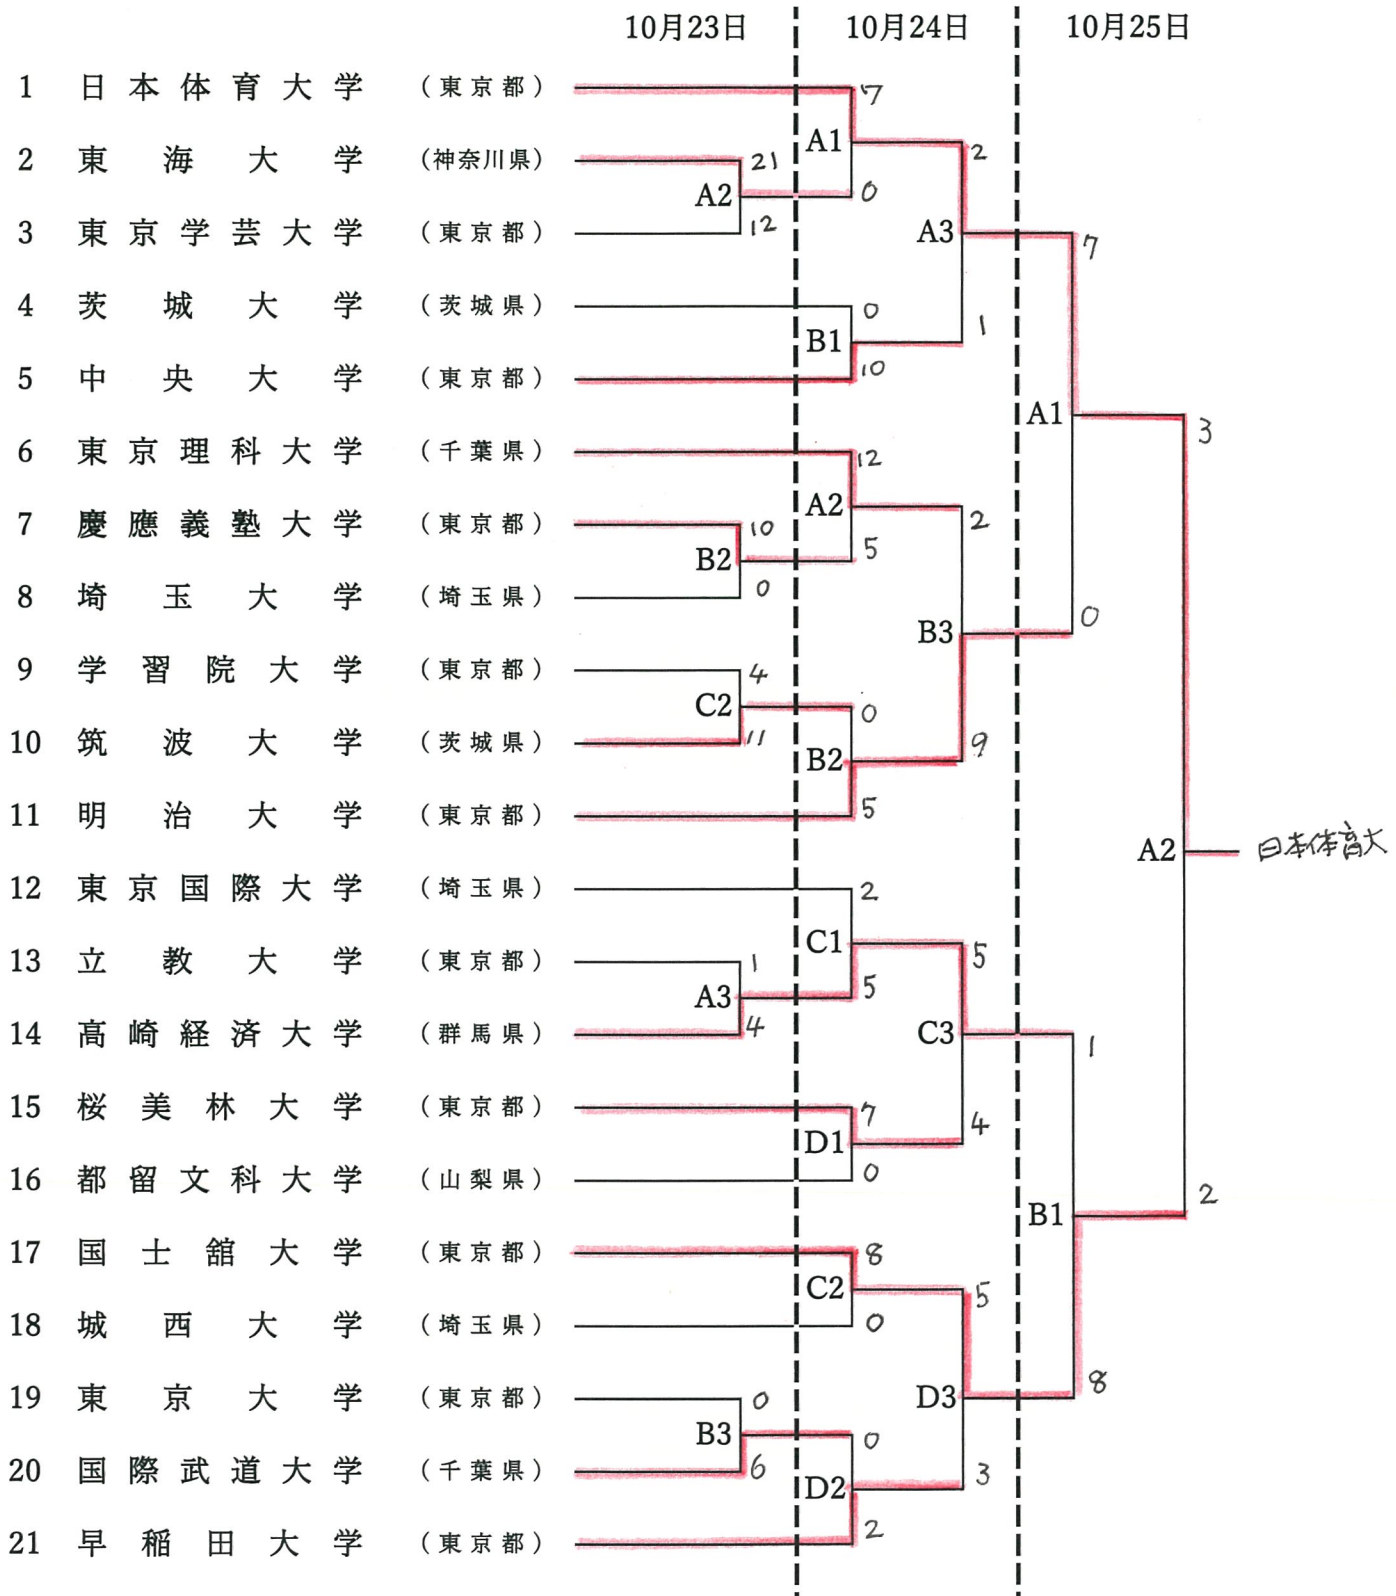 10月23日 10月24日 10月25日
1 日本体育大学 (東京都) 7
A1
2 東海大学 (神奈川県) 21 2
A2 0
3 東京学芸大学 (東京都) 12 A3 7
4 茨城大学 (茨城県) 0
B1 1
5 中央大学 (東京都) 10
A1 3
6 東京理科大学 (千葉県) 12
A2 2
7 慶應義塾大学 (東京都) 10
B2 5
8 埼玉大学 (埼玉県) 0
B3 0
9 学習院大学 (東京都) 4
C2 0
10 筑波大学 (茨城県) 11 9
B2
11 明治大学 (東京都) 5
A2 日本体育大
12 東京国際大学 (埼玉県) 2
C1 5
13 立教大学 (東京都) 1
A3 5
14 高崎経済大学 (群馬県) 4 C3 1
15 桜美林大学 (東京都) 7
D1 4
16 都留文科大学 (山梨県) 0
B1 2
17 国士舘大学 (東京都) 8
C2 5
18 城西大学 (埼玉県) 0
19 東京大学 (東京都) 0 D3 8
B3 0
20 国際武道大学 (千葉県) 6 3
D2
21 早稲田大学 (東京都) 2